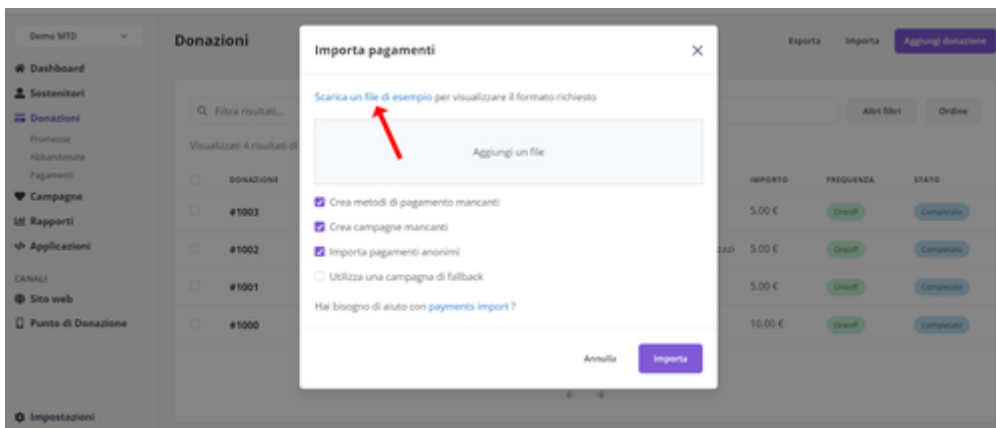 Demo MTD
Dashboard
Sostenitori
Donazioni
Promesse
Abbandonate
Pagamenti
Campagne
Rapporti
Applicazioni
CANALI
Sito web
Punto di Donazione
Impostazioni
Donazioni
Esporta
Importa
Aggiungi donazione
Filtra risultati...
Altri filtri
Ordine
Visualizzati 4 risultati di
DONAZIONE
IMPORTO
FREQUENZA
STATO
#1003
5.00 €
Oneoff
Completato
#1002
5.00 €
Oneoff
Completato
#1001
5.00 €
Oneoff
Completato
#1000
10.00 €
Oneoff
Completato
Importa pagamenti
Scarica un file di esempio per visualizzare il formato richiesto
Aggiungi un file
Crea metodi di pagamento mancanti
Crea campagne mancanti
Importa pagamenti anonimi
Utilizza una campagna di fallback
Hai bisogno di aiuto con payments import ?
Annulla
Importa